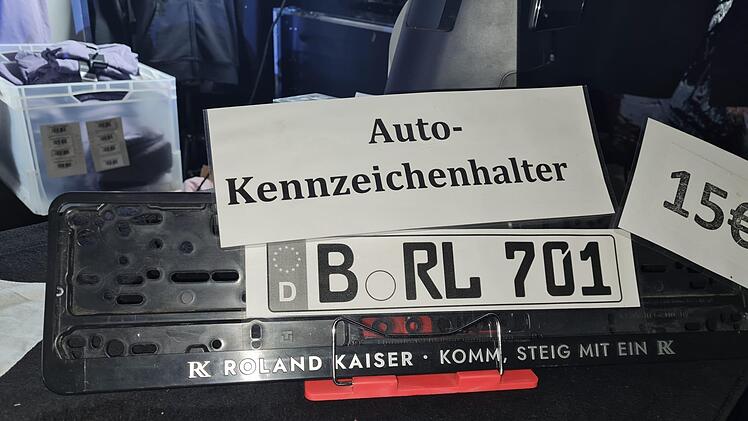 Auto-
Kennzeichenhalter
15€
D
B RL 701
RK ROLAND KAISER · KOMM, STEIG MIT EIN RK